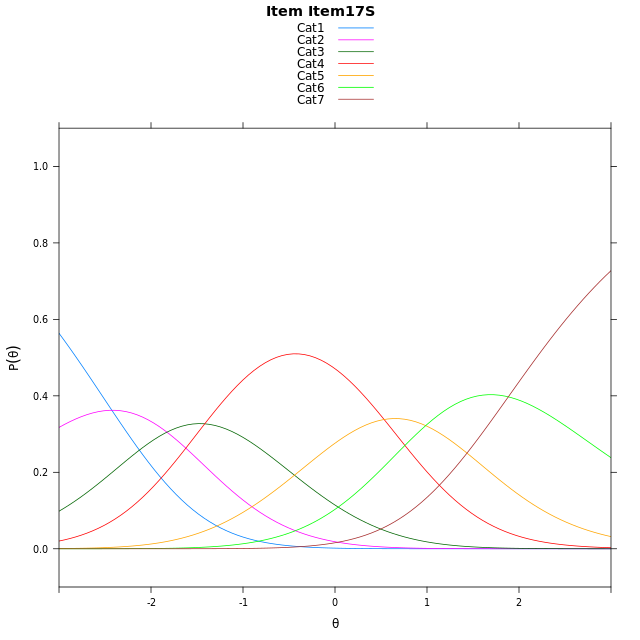 Item Item17S
Cat1
Cat2
Cat3
Cat4
Cat5
Cat6
Cat7
1.0
0.8
0.6
0.4
0.2
0.0
P(θ)
-2 -1 0 1 2
θ